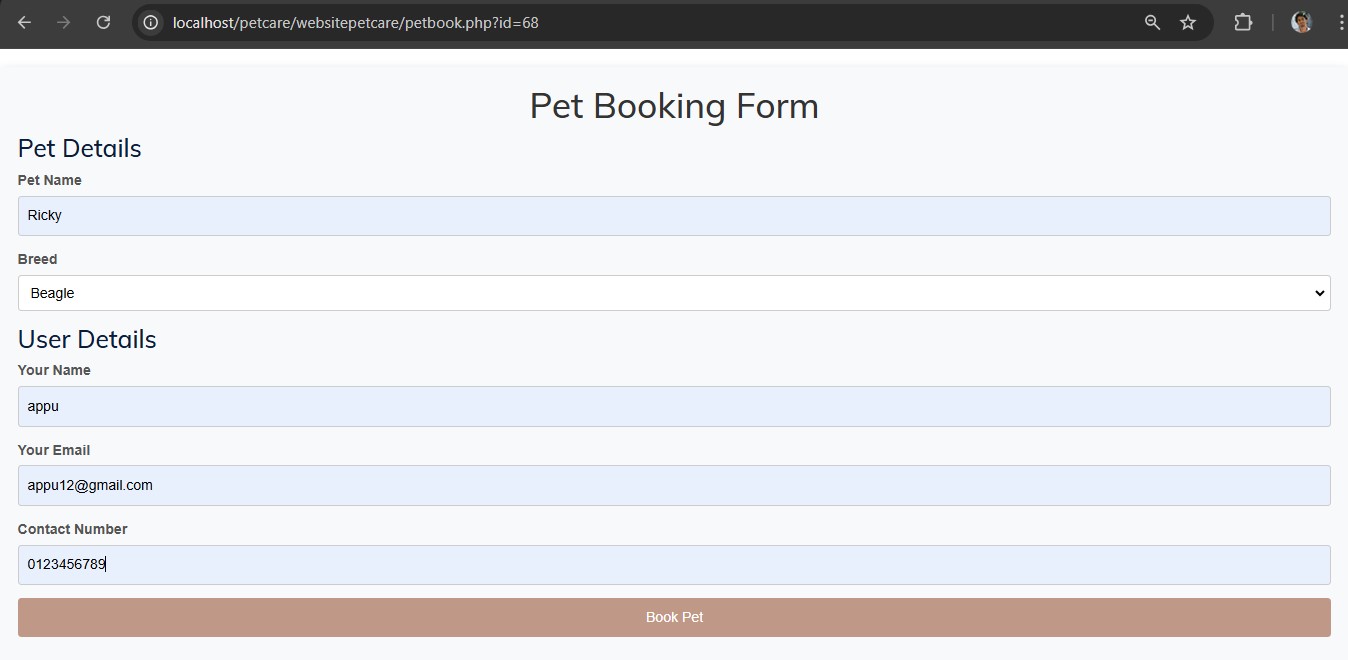 localhost/petcare/websitepetcare/petbook.php?id=68
Pet Booking Form
Pet Details
Pet Name
Ricky
Breed
Beagle
User Details
Your Name
appu
Your Email
appu12@gmail.com
Contact Number
0123456789
Book Pet